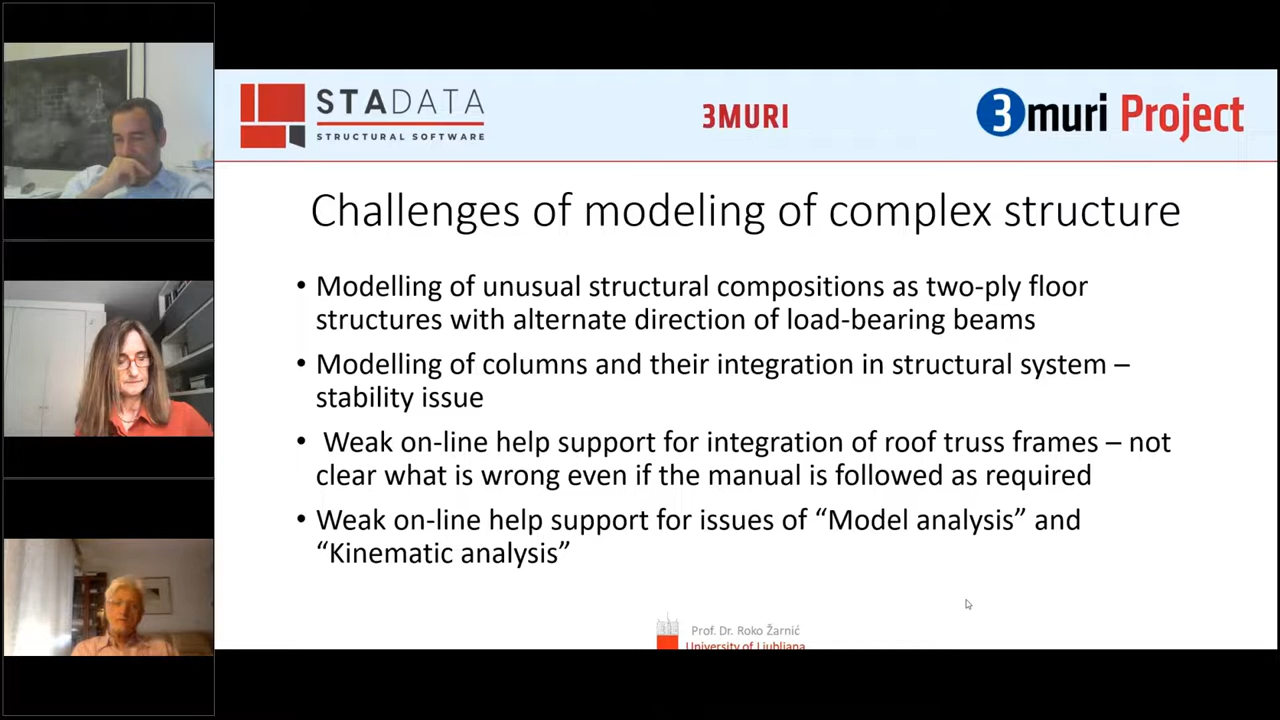 STADATA
STRUCTURAL SOFTWARE
3MURI
3muri Project
Challenges of modeling of complex structure
• Modelling of unusual structural compositions as two-ply floor
structures with alternate direction of load-bearing beams
• Modelling of columns and their integration in structural system –
stability issue
• Weak on-line help support for integration of roof truss frames – not
clear what is wrong even if the manual is followed as required
• Weak on-line help support for issues of “Model analysis” and
“Kinematic analysis”
Prof. Dr. Roko Žarnić
University of Ljubljana